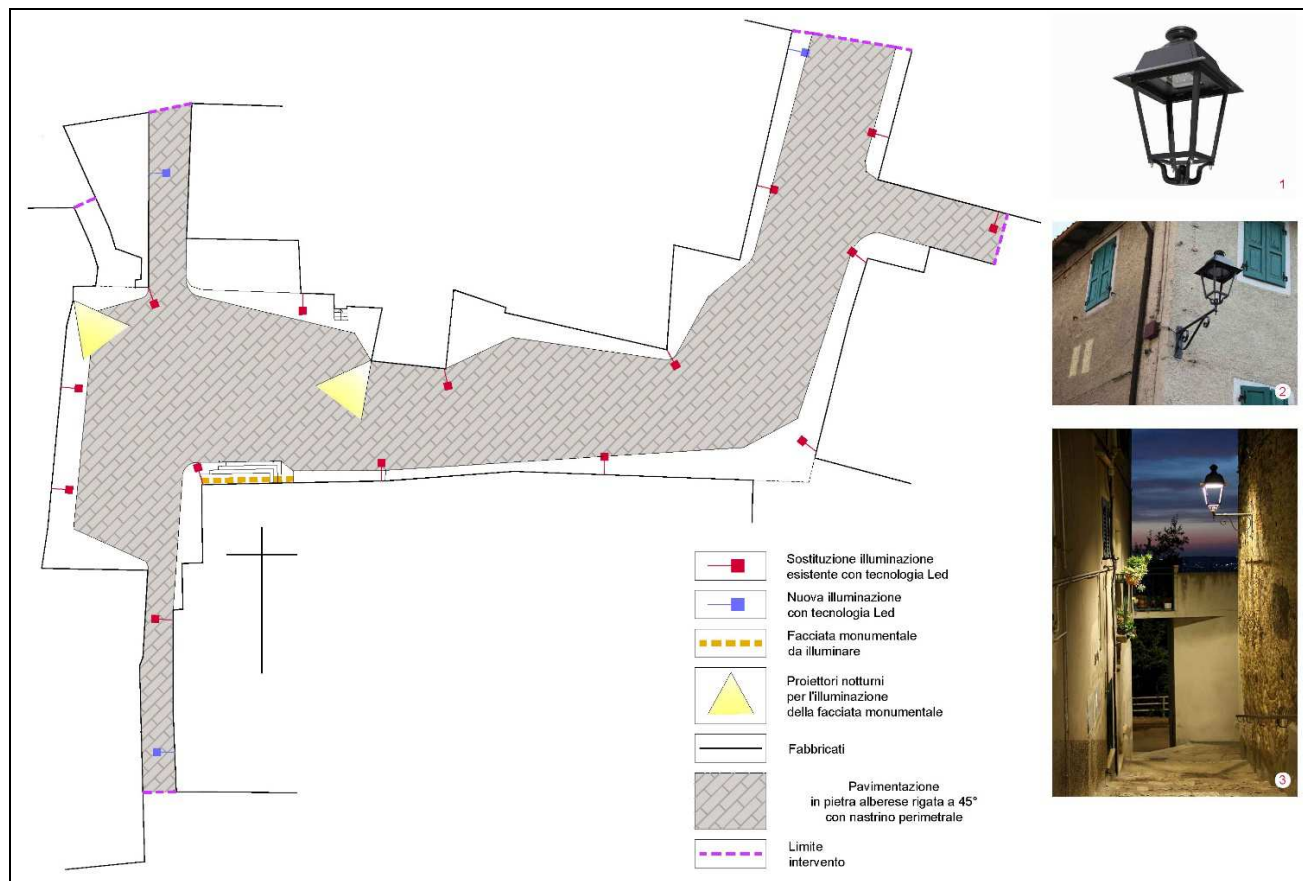 1
2
3
Sostituzione illuminazione
esistente con tecnologia Led
Nuova illuminazione
con tecnologia Led
Facciata monumentale
da illuminare
Proiettori notturni
per l'illuminazione
della facciata monumentale
Fabbricati
Pavimentazione
in pietra alberese rigata a 45°
con nastrino perimetrale
Limite
intervento